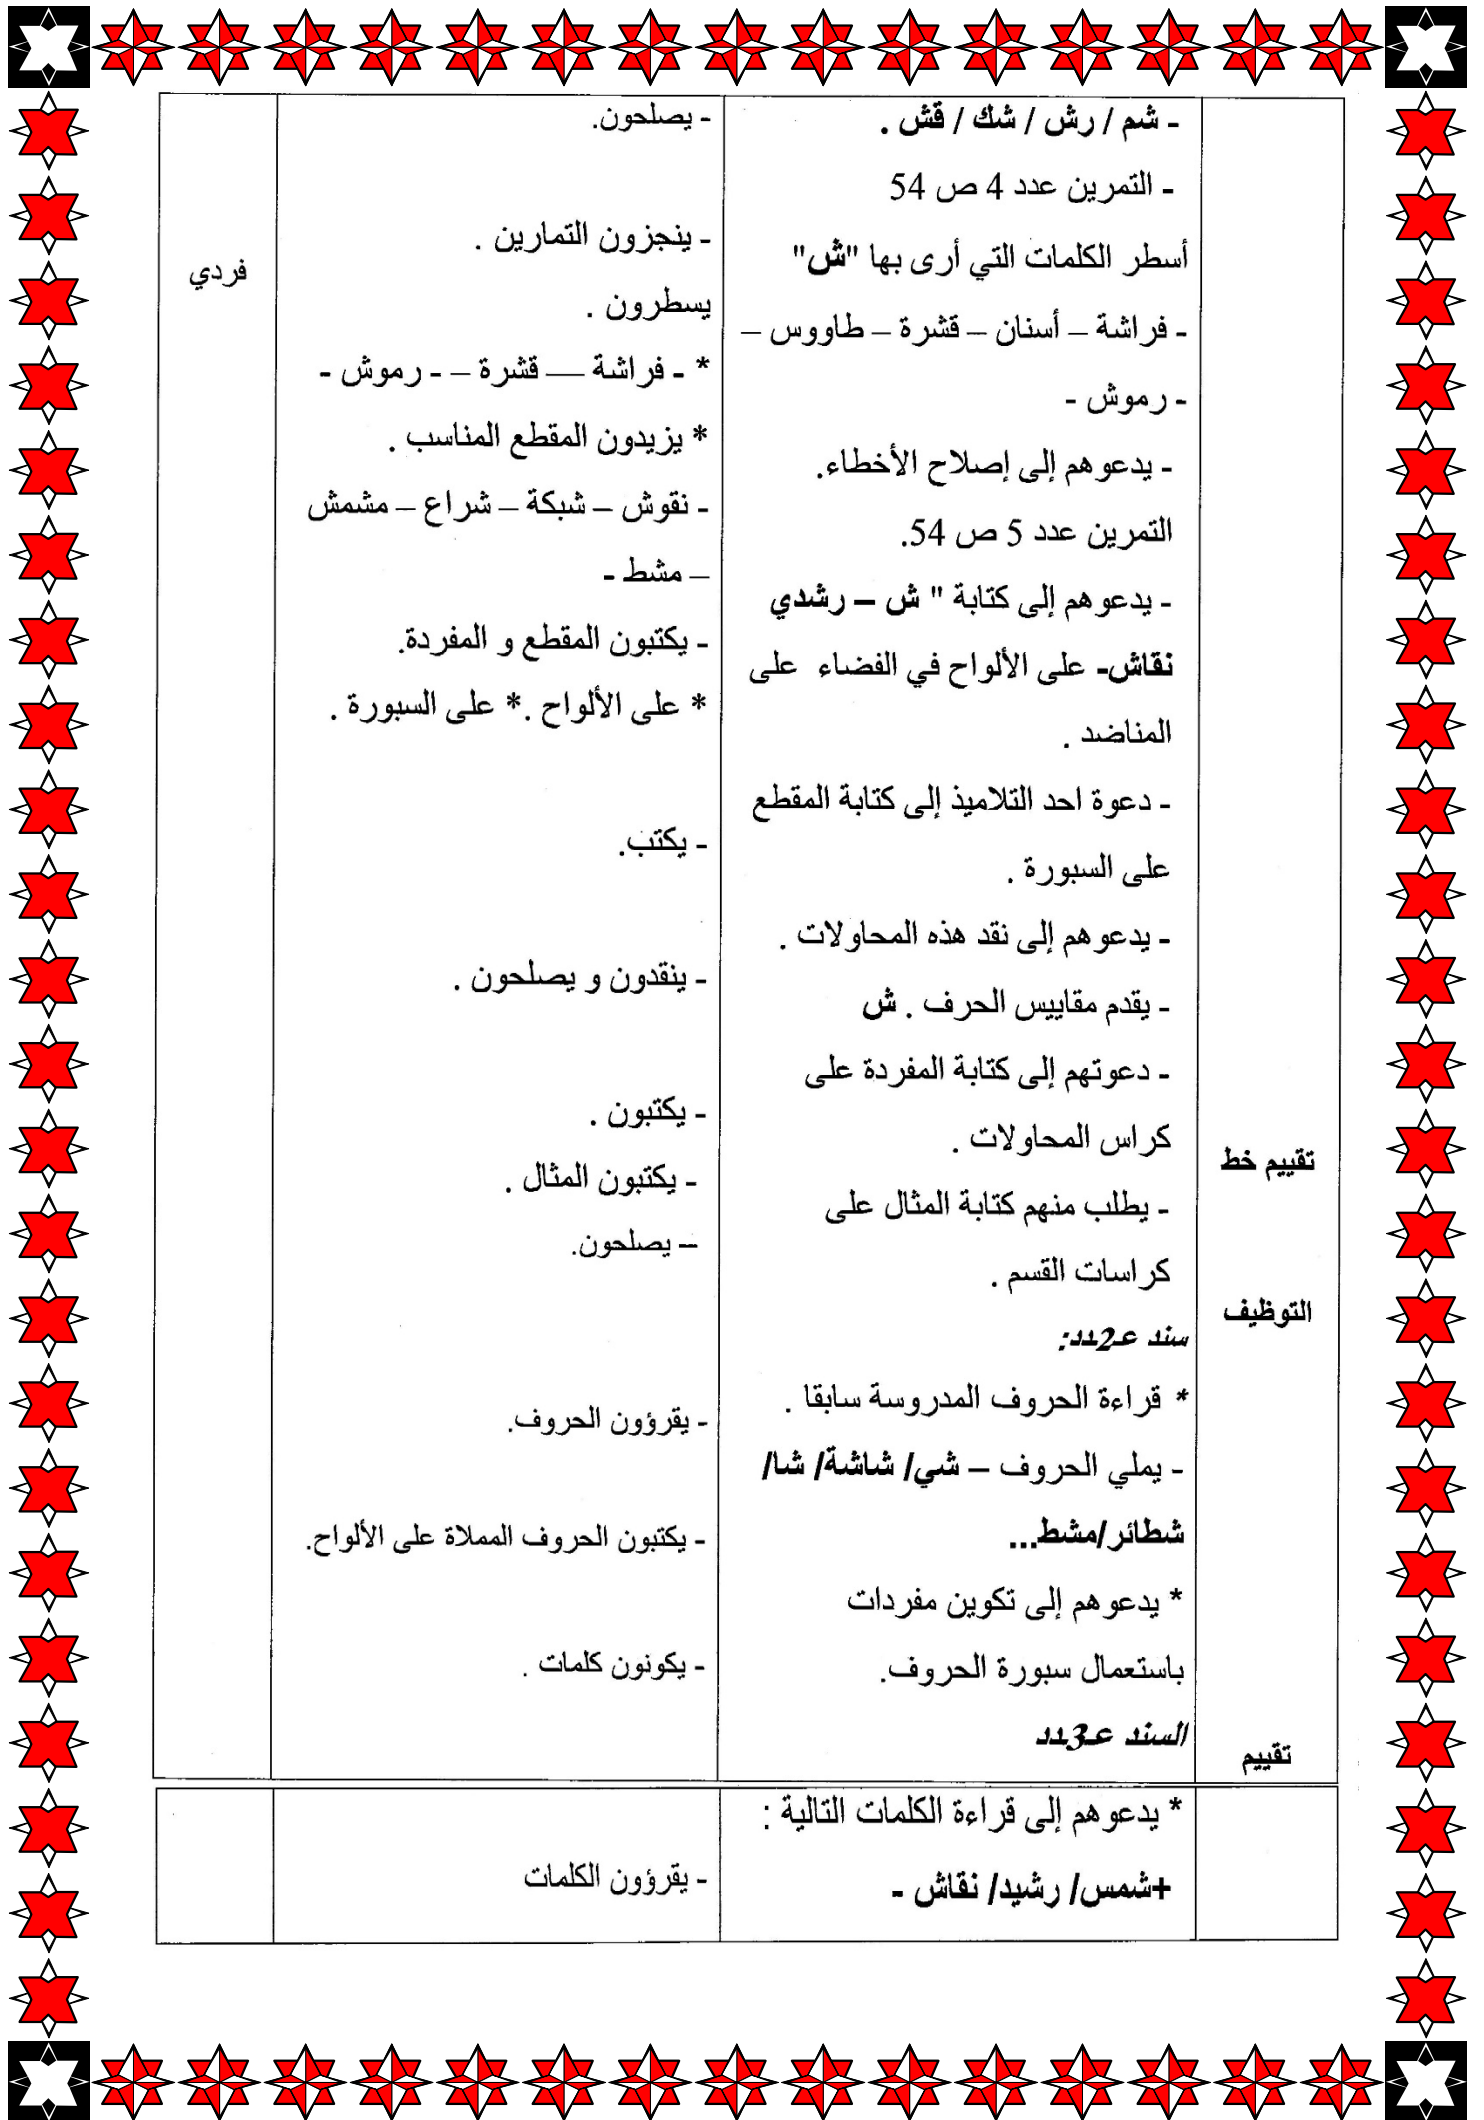 - شم / رش / شك / قش .
- التمرين عدد 4 ص 54
أسطر الكلمات التي أرى بها "ش"
- فراشة – أسنان – قشرة – طاووس –
- رموش -
- يدعوهم إلى إصلاح الأخطاء.
التمرين عدد 5 ص 54.
- يدعوهم إلى كتابة " ش – رشدي
نقاش- على الألواح في الفضاء على
المناضد .
- دعوة احد التلاميذ إلى كتابة المقطع
على السبورة .
- يدعوهم إلى نقد هذه المحاولات .
- يقدم مقاييس الحرف . ش
- دعوتهم إلى كتابة المفردة على
كراس المحاولات .
- يطلب منهم كتابة المثال على
كراسات القسم .
سند عـ2ـدد:
* قراءة الحروف المدروسة سابقا .
- يملي الحروف – شي/ شاشة/ شا/
شطائر/مشط...
* يدعوهم إلى تكوين مفردات
باستعمال سبورة الحروف.
السند عـ3ـدد
تقييم خط
التوظيف
تقييم
- يصلحون.
- ينجزون التمارين .
يسطرون .
* - فراشة — قشرة – - رموش -
* يزيدون المقطع المناسب .
- نقوش – شبكة – شراع – مشمش
– مشط -
- يكتبون المقطع و المفردة.
* على الألواح .* على السبورة .
- يكتب.
- ينقدون و يصلحون .
- يكتبون .
- يكتبون المثال .
– يصلحون.
- يقرؤون الحروف.
- يكتبون الحروف المملاة على الألواح.
- يكونون كلمات .
فردي
* يدعوهم إلى قراءة الكلمات التالية :
+شمس/ رشيد/ نقاش -
- يقرؤون الكلمات